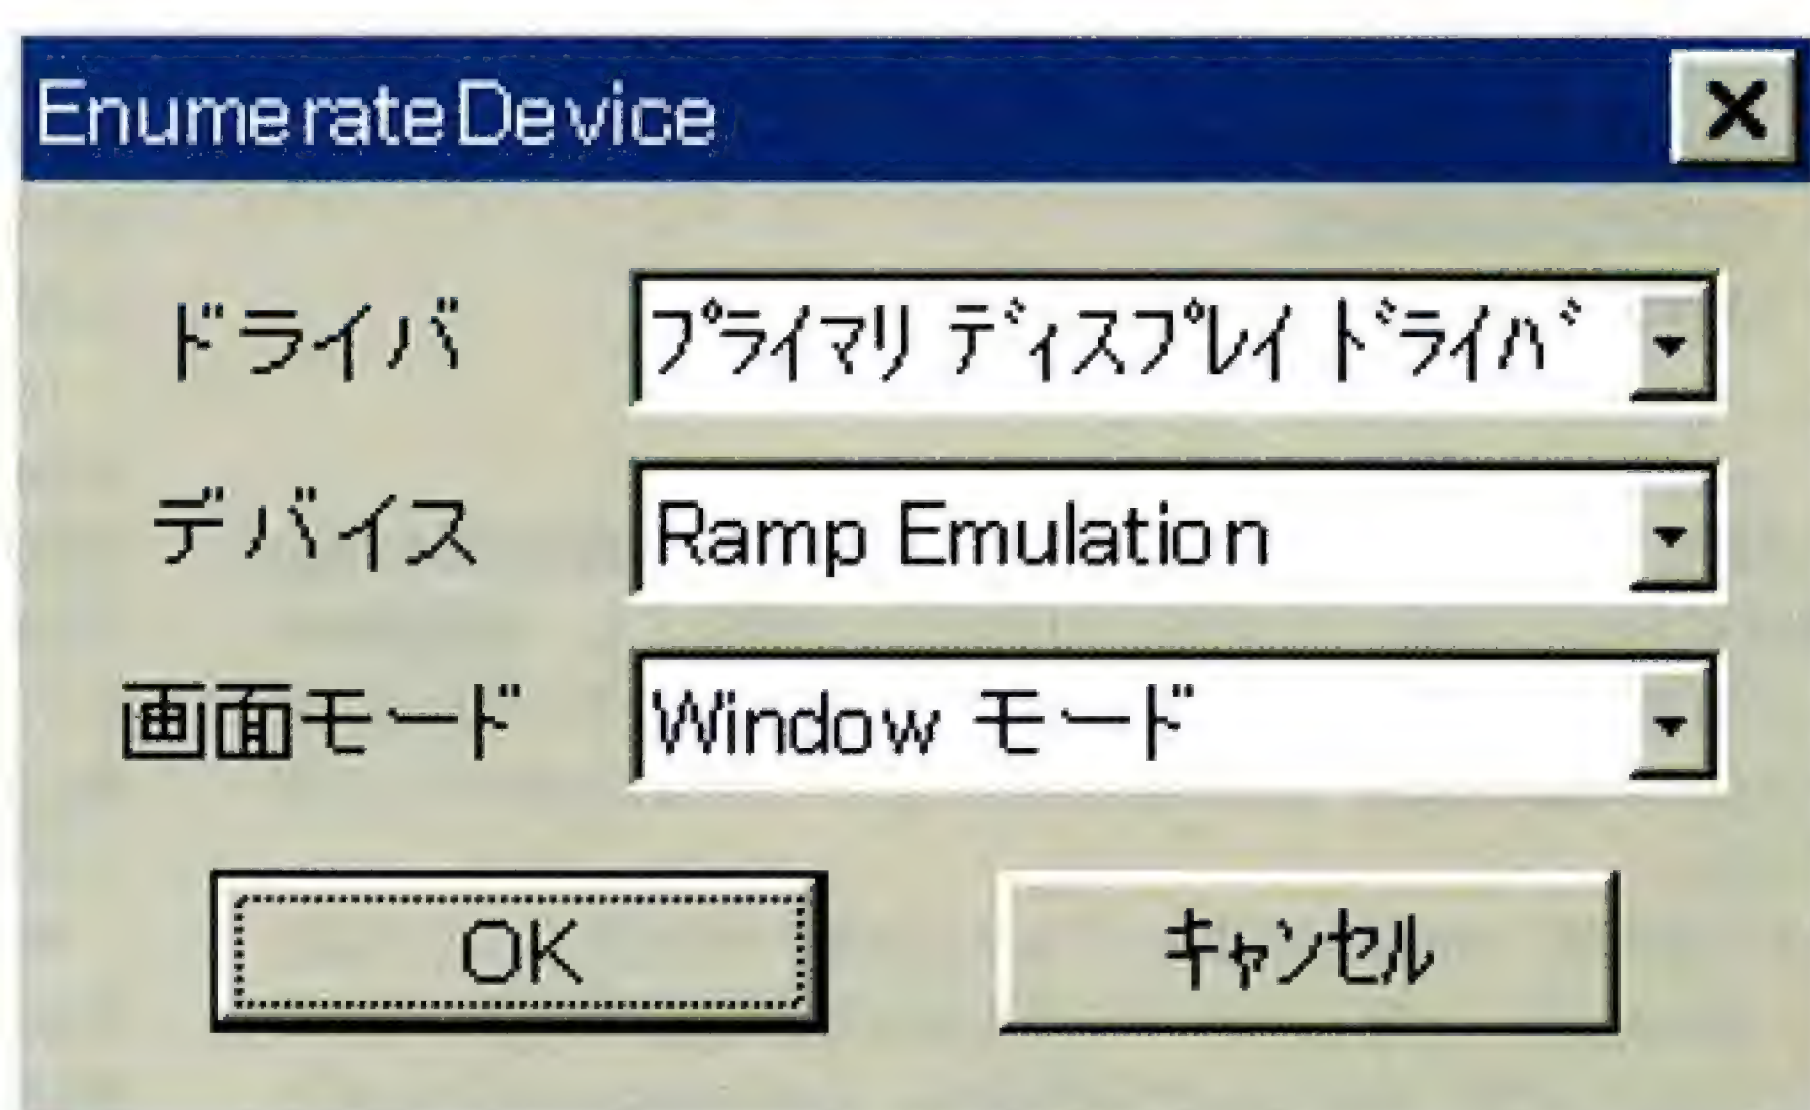 Enumerate Device
ドライバ
プライマリ ディスプレイ ドライバ
デバイス
Ramp Emulation
画面モード
Window モード
OK
キャンセル